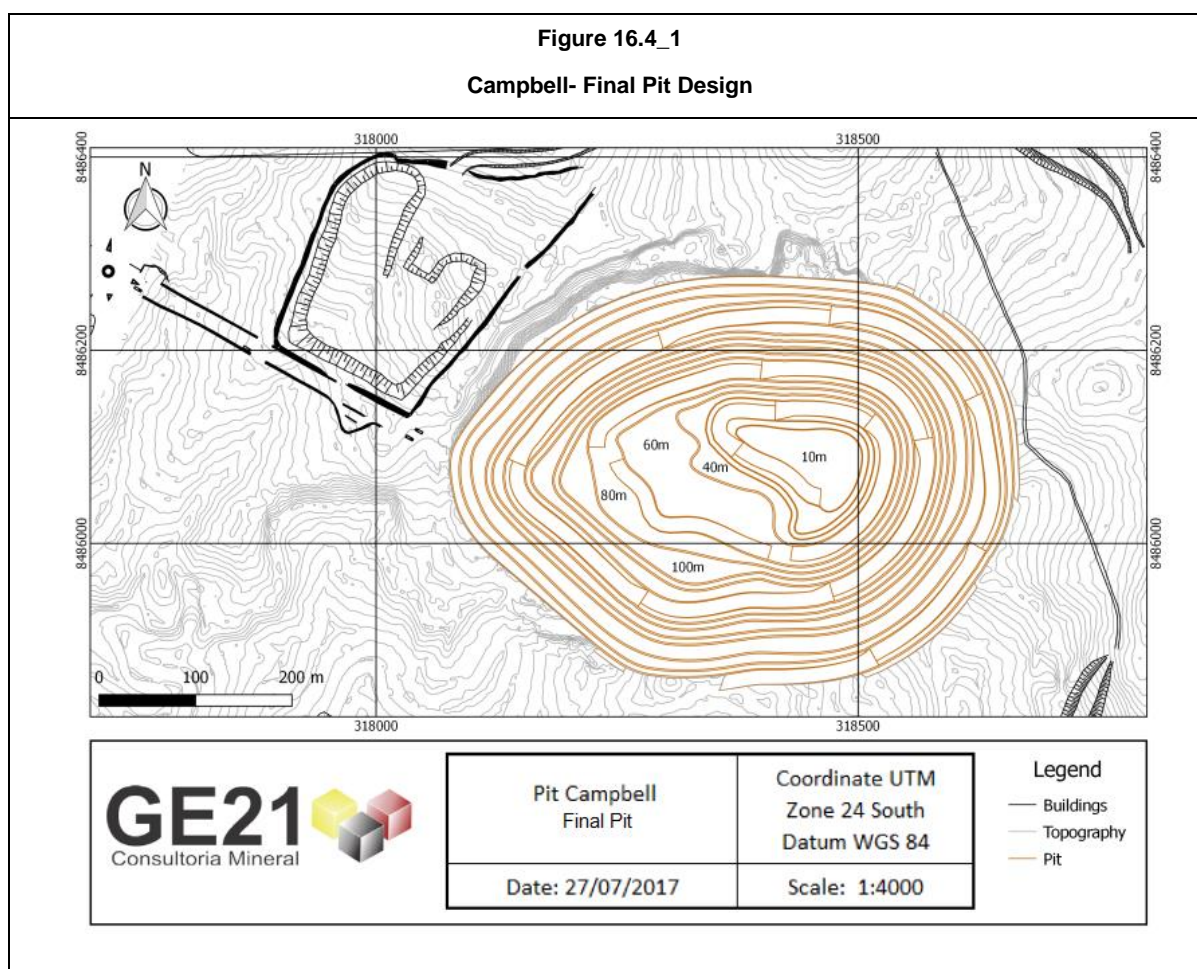 Figure 16.4_1
Campbell- Final Pit Design
318000 318500
8486400 8486400
N
8486200 8486200
60m 10m
40m
80m
8486000 8486000
100m
0 100 200 m
318000 318500
GE21
Consultoria Mineral
Pit Campbell
Final Pit
Date: 27/07/2017
Coordinate UTM
Zone 24 South
Datum WGS 84
Scale: 1:4000
Legend
Buildings
Topography
Pit